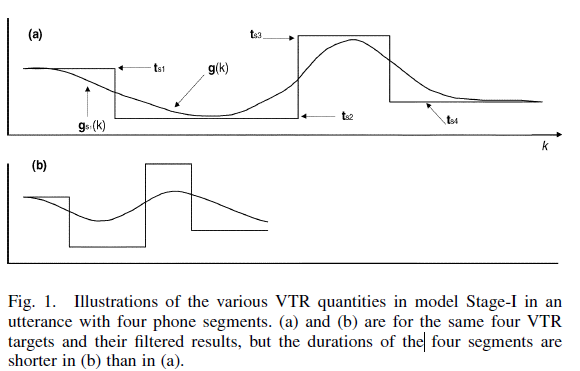 (a)
ts3
ts1
g(k)
gs1(k)
ts2
ts4
k
(b)
Fig. 1. Illustrations of the various VTR quantities in model Stage-I in an
utterance with four phone segments. (a) and (b) are for the same four VTR
targets and their filtered results, but the durations of the four segments are
shorter in (b) than in (a).